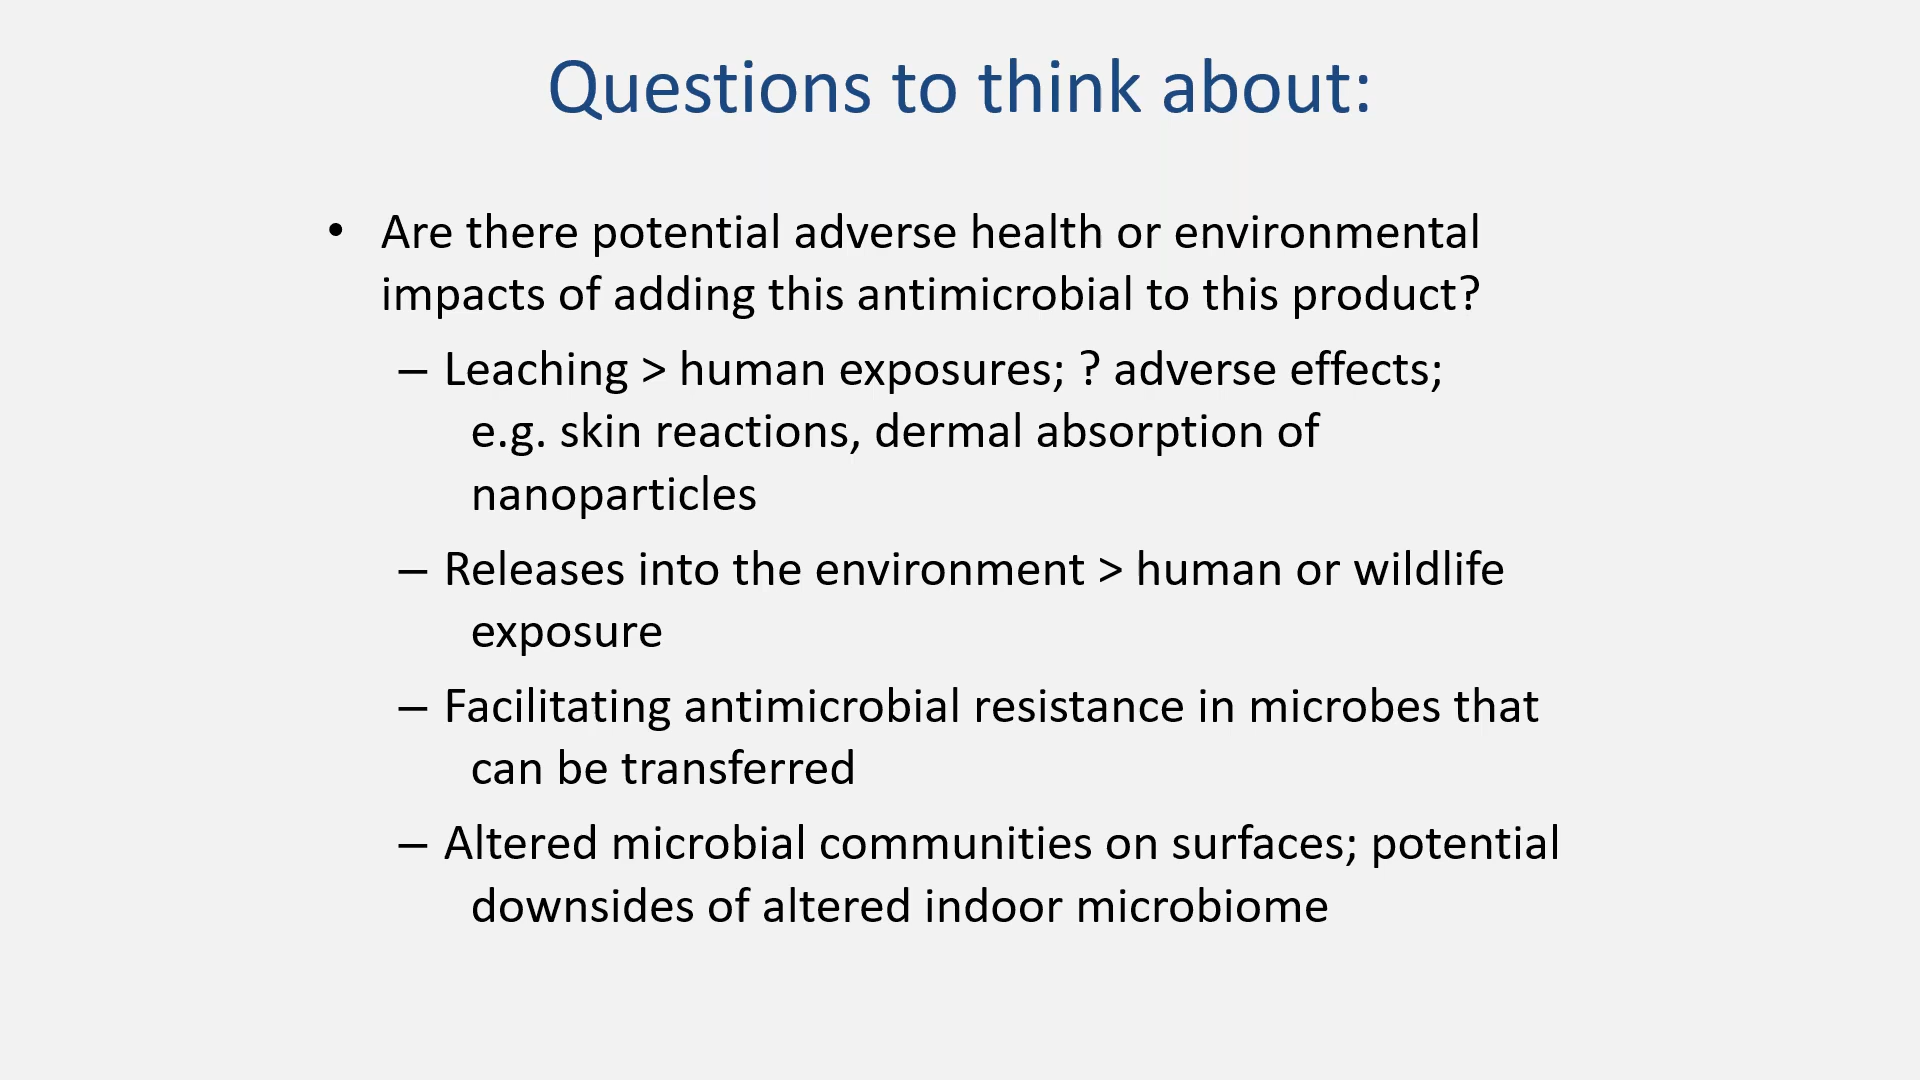 Questions to think about:
• Are there potential adverse health or environmental
impacts of adding this antimicrobial to this product?
– Leaching > human exposures; ? adverse effects;
e.g. skin reactions, dermal absorption of
nanoparticles
– Releases into the environment > human or wildlife
exposure
– Facilitating antimicrobial resistance in microbes that
can be transferred
– Altered microbial communities on surfaces; potential
downsides of altered indoor microbiome